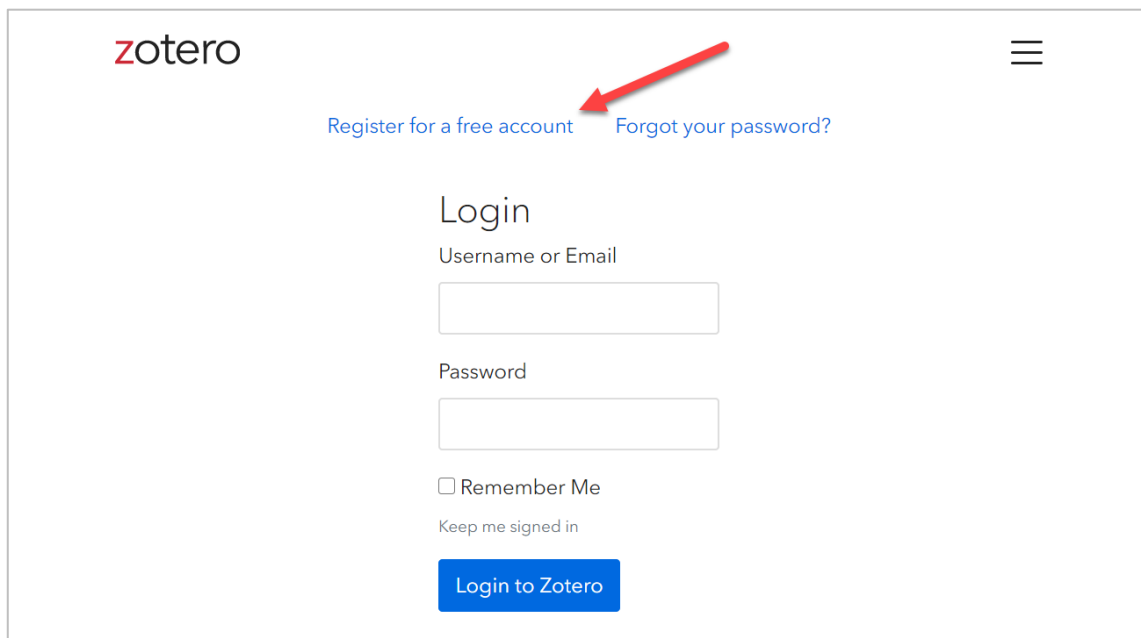 zotero
Register for a free account Forgot your password?
Login
Username or Email
Password
Remember Me
Keep me signed in
Login to Zotero